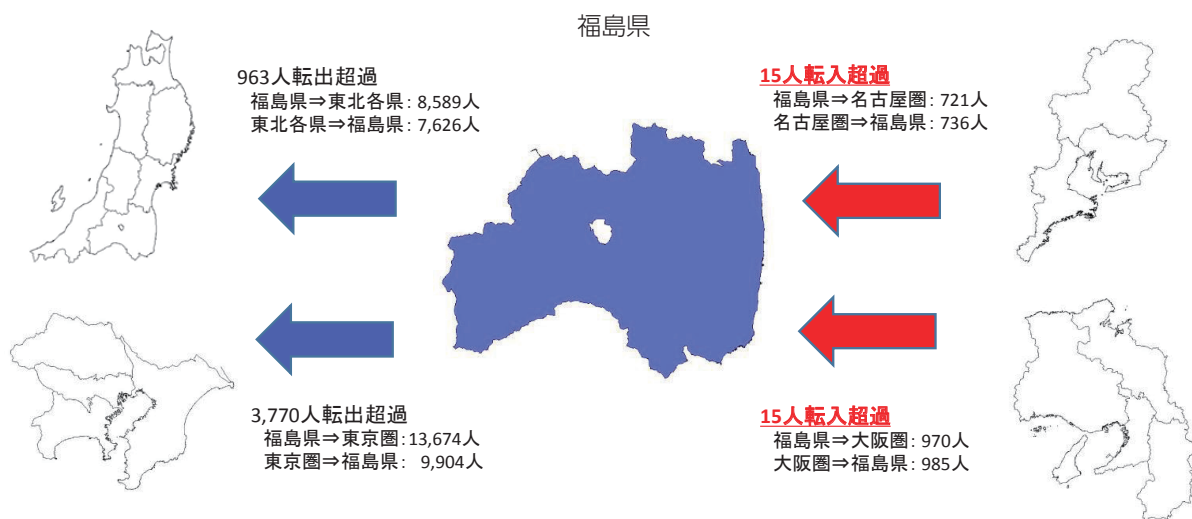 福島県
963人転出超過
福島県⇒東北各県：8,589人
東北各県⇒福島県：7,626人
15人転入超過
福島県⇒名古屋圏：721人
名古屋圏⇒福島県：736人
3,770人転出超過
福島県⇒東京圏：13,674人
東京圏⇒福島県： 9,904人
15人転入超過
福島県⇒大阪圏：970人
大阪圏⇒福島県：985人